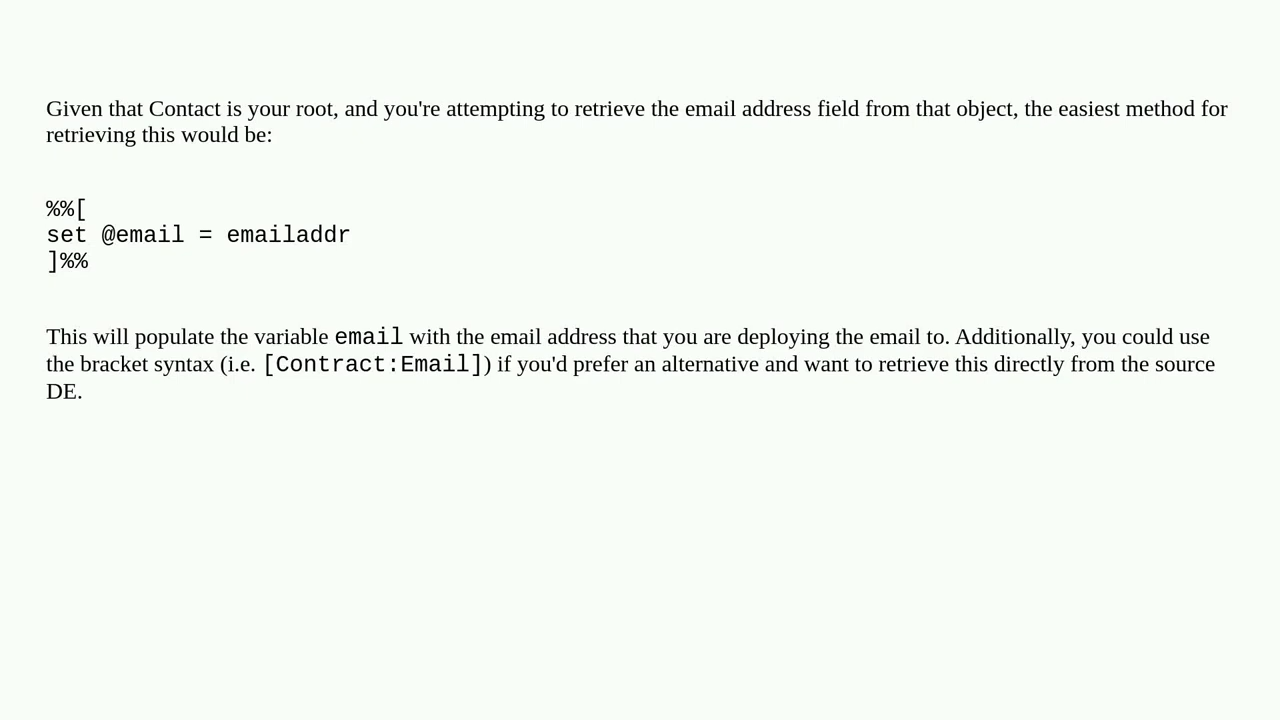 Given that Contact is your root, and you're attempting to retrieve the email address field from that object, the easiest method for
retrieving this would be:
%%[
set @email = emailaddr
]%%
This will populate the variable email with the email address that you are deploying the email to. Additionally, you could use
the bracket syntax (i.e. [Contract:Email]) if you'd prefer an alternative and want to retrieve this directly from the source
DE.